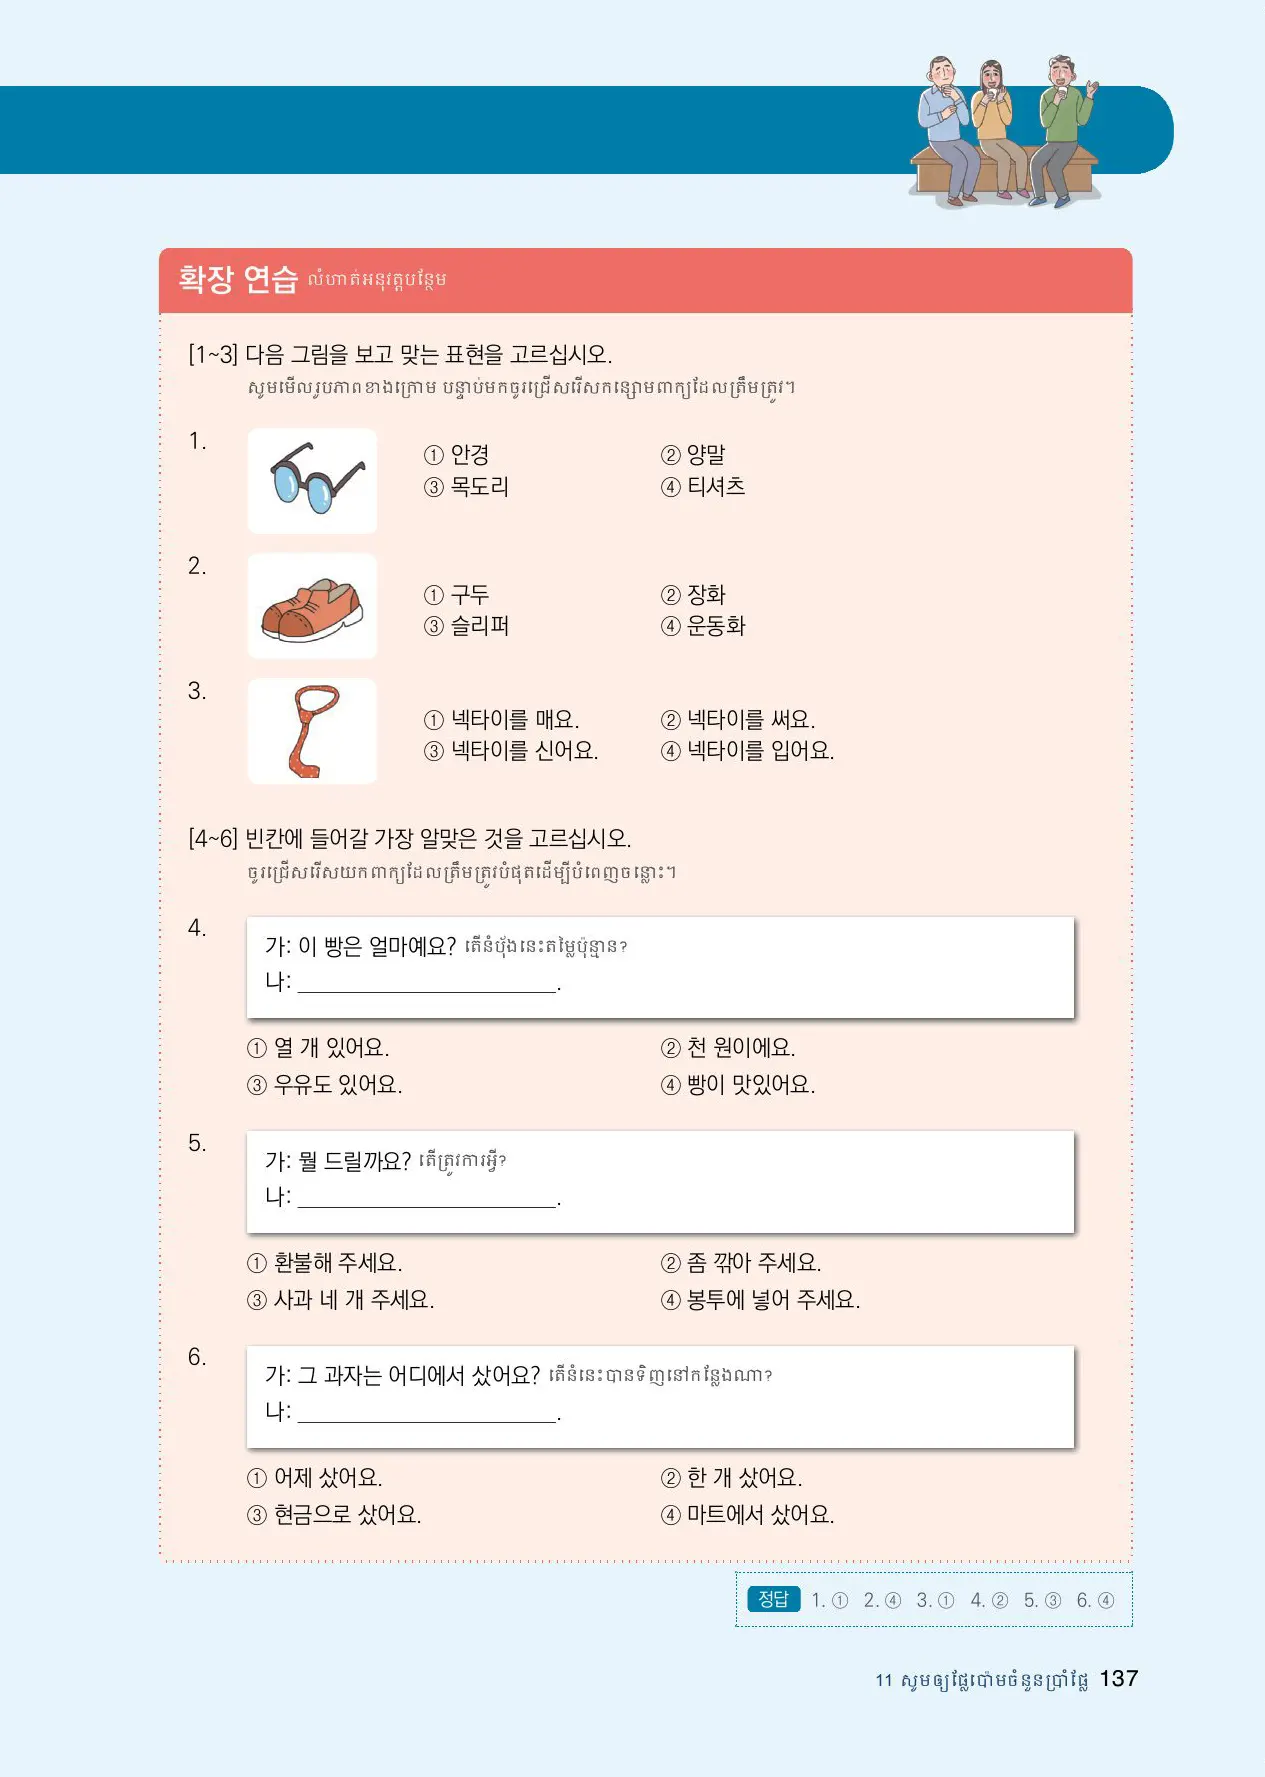 확장 연습 លំហាត់អនុវត្តបន្ថែម
[1~3] 다음 그림을 보고 맞는 표현을 고르십시오.
សូមមើលរូបភាពខាងក្រោម បន្ទាប់មកចូរជ្រើសរើសកន្សោមពាក្យដែលត្រឹមត្រូវ។
1.
① 안경 ② 양말
③ 목도리 ④ 티셔츠
2.
① 구두 ② 장화
③ 슬리퍼 ④ 운동화
3.
① 넥타이를 매요. ② 넥타이를 써요.
③ 넥타이를 신어요. ④ 넥타이를 입어요.
[4~6] 빈칸에 들어갈 가장 알맞은 것을 고르십시오.
ចូរជ្រើសរើសយកពាក្យដែលត្រឹមត្រូវបំផុតដើម្បីបំពេញចន្លោះ។
4.
가: 이 빵은 얼마예요? តើនំប៉័ងនេះតម្លៃប៉ុន្មាន?
나: ______________________.
① 열 개 있어요. ② 천 원이에요.
③ 우유도 있어요. ④ 빵이 맛있어요.
5.
가: 뭘 드릴까요? តើត្រូវការអ្វី?
나: ______________________.
① 환불해 주세요. ② 좀 깎아 주세요.
③ 사과 네 개 주세요. ④ 봉투에 넣어 주세요.
6.
가: 그 과자는 어디에서 샀어요? តើនំនេះបានទិញនៅកន្លែងណា?
나: ______________________.
① 어제 샀어요. ② 한 개 샀어요.
③ 현금으로 샀어요. ④ 마트에서 샀어요.
정답 1. ① 2. ④ 3. ① 4. ② 5. ③ 6. ④
11 សូមឲ្យផ្លែប៉ោមចំនួនប្រាំផ្លែ 137